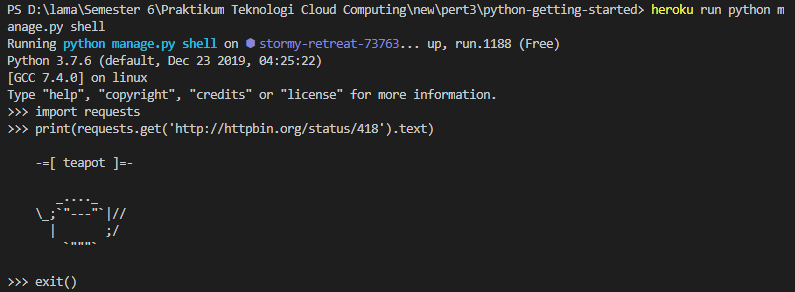 PS D:\lama\Semester 6\Praktikum Teknologi Cloud Computing\new\pert3\python-getting-started> heroku run python m
anage.py shell
Running python manage.py shell on ⬢ stormy-retreat-73763... up, run.1188 (Free)
Python 3.7.6 (default, Dec 23 2019, 04:25:22)
[GCC 7.4.0] on linux
Type "help", "copyright", "credits" or "license" for more information.
>>> import requests
>>> print(requests.get('http://httpbin.org/status/418').text)

    -=[ teapot ]=-

       _...._
    \_;`"---"`|//
      |       ;/
       `"""`

>>> exit()